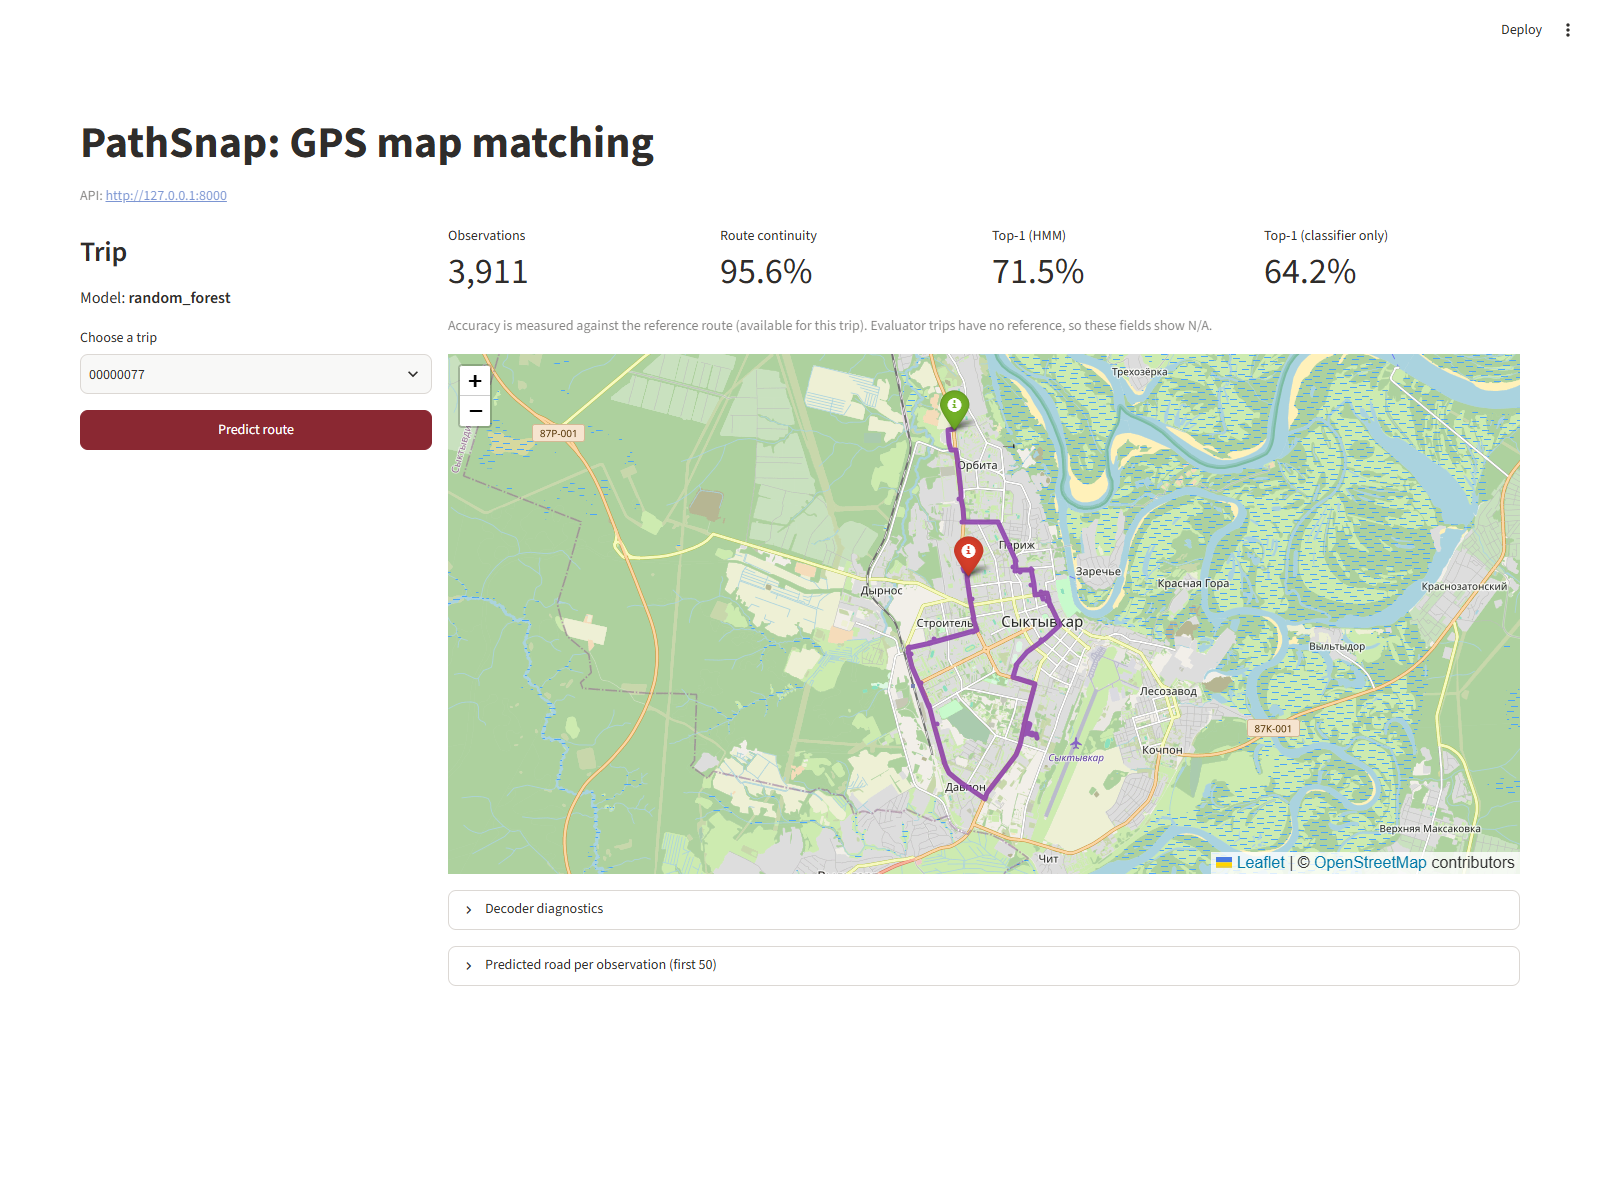 Deploy
PathSnap: GPS map matching
API: http://127.0.0.1:8000
Trip
Model: random_forest
Choose a trip
00000077
Predict route
Observations
3,911
Route continuity
95.6%
Top-1 (HMM)
71.5%
Top-1 (classifier only)
64.2%
Accuracy is measured against the reference route (available for this trip). Evaluator trips have no reference, so these fields show N/A.
+
−
Трехозёрка
87Р-001
Орбита
Париж
Заречье
Красная Гора
Краснозатонский
Дырнос
Строитель
Сыктывкар
Выльтыдор
Лесозавод
87К-001
Кочпон
Сыктывкар
Давпон
Верхняя Максаковка
Чит
Leaflet | © OpenStreetMap contributors
Decoder diagnostics
Predicted road per observation (first 50)